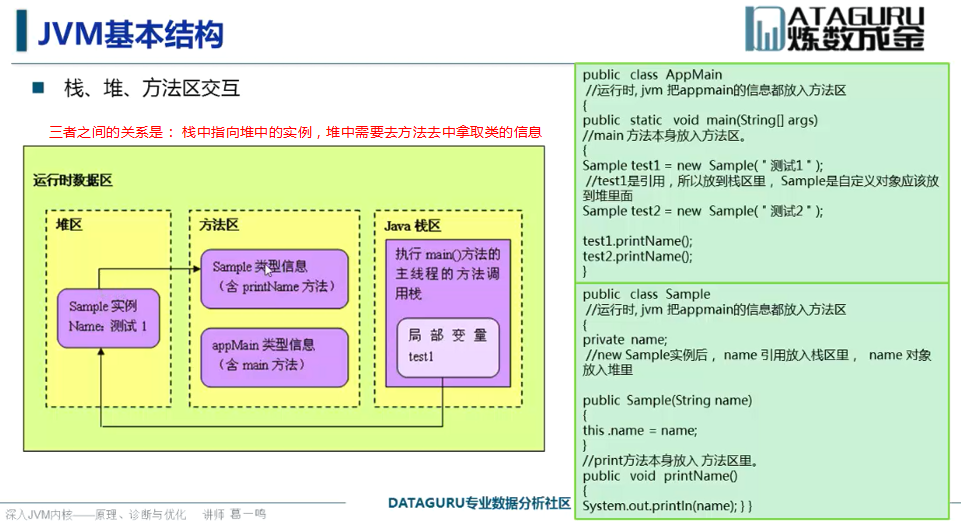 JVM基本结构
ATAGURU
炼数成金
栈、堆、方法区交互
三者之间的关系是： 栈中指向堆中的实例，堆中需要去方法去中拿取类的信息
运行时数据区
堆区
Sample 实例
Name: 测试 1
方法区
Sample 类型信息
（含 printName 方法）
appMain 类型信息
（含 main 方法）
Java 栈区
执行 main()方法的
主线程的方法调
用栈
局部变量
test1
public class AppMain
//运行时, jvm 把appmain的信息都放入方法区
{
public static void main(String[] args)
//main 方法本身放入方法区。
{
Sample test1 = new Sample( " 测试1 " );
//test1是引用，所以放到栈区里， Sample是自定义对象应该放
到堆里面
Sample test2 = new Sample( " 测试2 " );
test1.printName();
test2.printName();
}
public class Sample
//运行时, jvm 把appmain的信息都放入方法区
{
private name;
//new Sample实例后， name 引用放入栈区里， name 对象
放入堆里
public Sample(String name)
{
this .name = name;
}
//print方法本身放入 方法区里。
public void printName()
{
System.out.println(name); } }
DATAGURU专业数据分析社区
深入JVM内核——原理、诊断与优化 讲师 葛一鸣